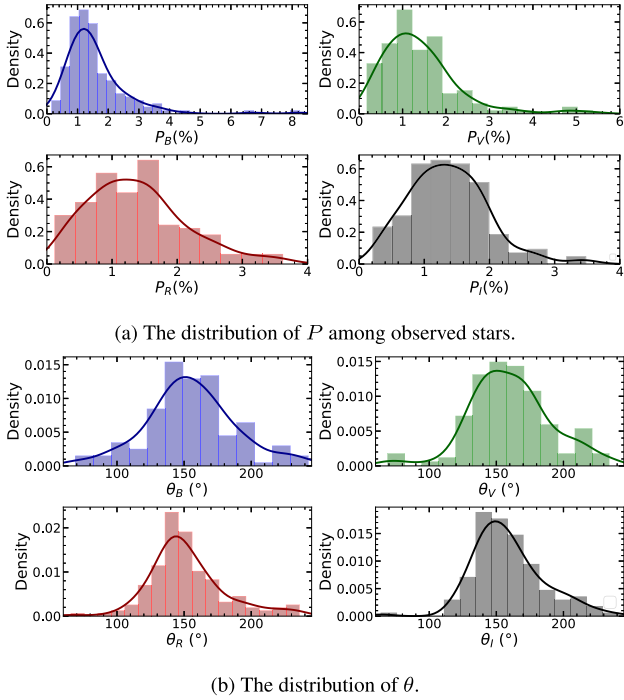 Density
0.6
0.4
0.2
0.0
0 1 2 3 4 5 6 7 8
P_B(%)
Density
0.6
0.4
0.2
0.0
0 1 2 3 4 5 6
P_V(%)
Density
0.6
0.4
0.2
0.0
0 1 2 3 4
P_R(%)
Density
0.6
0.4
0.2
0.0
0 1 2 3 4
P_I(%)
(a) The distribution of P among observed stars.
Density
0.015
0.010
0.005
0.000
100 150 200
θ_B (°)
Density
0.015
0.010
0.005
0.000
100 150 200
θ_V (°)
Density
0.02
0.01
0.00
100 150 200
θ_R (°)
Density
0.015
0.010
0.005
0.000
100 150 200
θ_I (°)
(b) The distribution of θ.